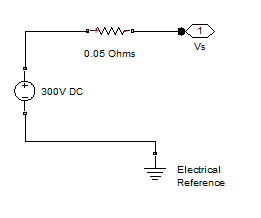 1
0.05 Ohms
Vs
300V DC
Electrical
Reference